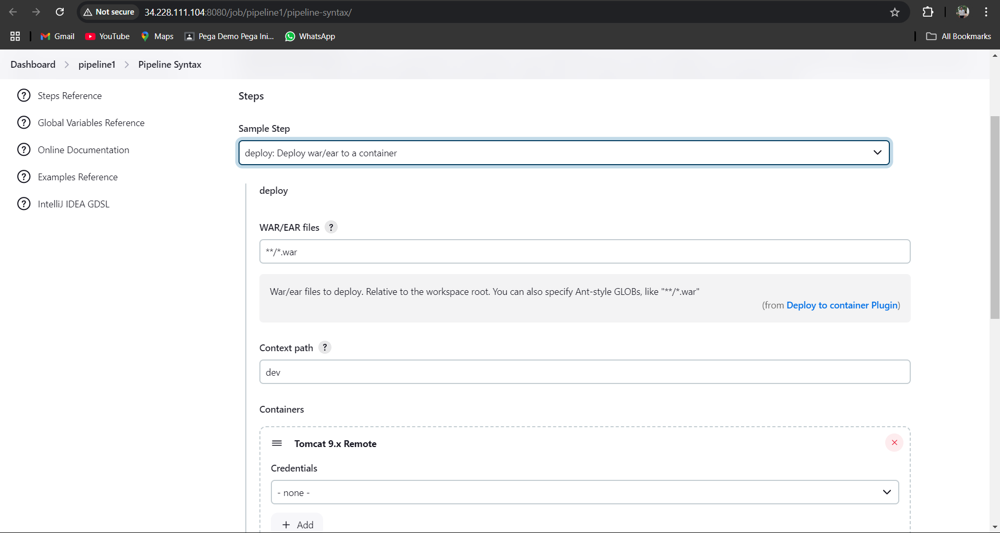 Not secure 34.228.111.104:8080/job/pipeline1/pipeline-syntax/
Gmail YouTube Maps Pega Demo Pega Ini... WhatsApp All Bookmarks
Dashboard pipeline1 Pipeline Syntax
Steps Reference
Global Variables Reference
Online Documentation
Examples Reference
IntelliJ IDEA GDSL
Steps
Sample Step
deploy: Deploy war/ear to a container
deploy
WAR/EAR files ?
**/*.war
War/ear files to deploy. Relative to the workspace root. You can also specify Ant-style GLOBs, like "**/*.war"
(from Deploy to container Plugin)
Context path ?
dev
Containers
Tomcat 9.x Remote
Credentials
- none -
+ Add